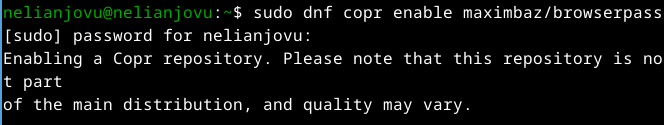 nelianjovu@nelianjovu:~$ sudo dnf copr enable maximbaz/browserpass
[sudo] password for nelianjovu:
Enabling a Copr repository. Please note that this repository is no
t part
of the main distribution, and quality may vary.